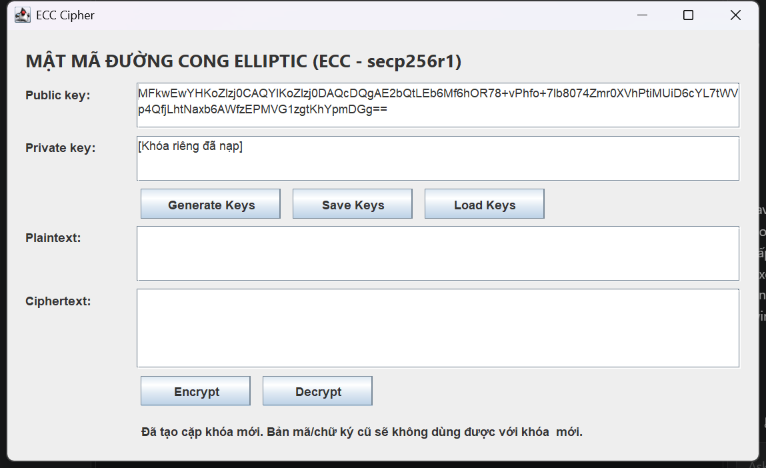 ECC Cipher
MẬT MÃ ĐƯỜNG CONG ELLIPTIC (ECC - secp256r1)
Public key:
MFkwEwYHKoZIzj0CAQYIKoZIzj0DAQcDQgAE2bQtLEb6Mf6hOR78+vPhfo+7Ib8074Zmr0XVhPtiMUiD6cYL7tWV
p4QfjLhtNaxb6AWfzEPMVG1zgtKhYpmDGg==
Private key:
[Khóa riêng đã nạp]
Generate Keys
Save Keys
Load Keys
Plaintext:
Ciphertext:
Encrypt
Decrypt
Đã tạo cặp khóa mới. Bản mã/chữ ký cũ sẽ không dùng được với khóa  mới.